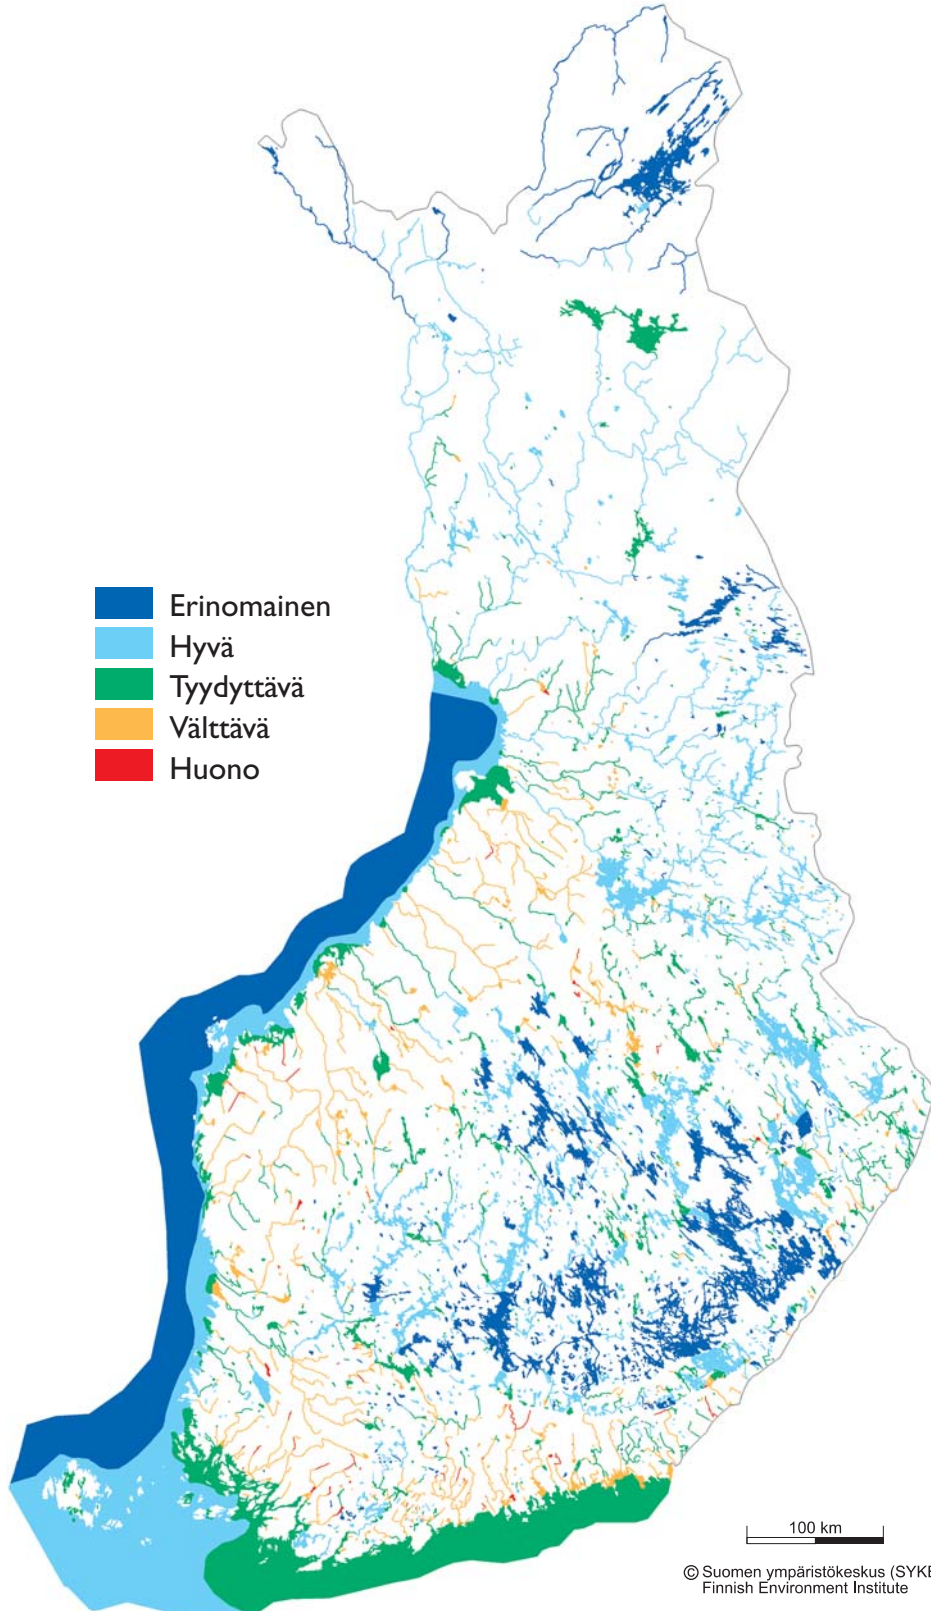 Erinomainen
Hyvä
Tyydyttävä
Välttävä
Huono
100 km
© Suomen ympäristökeskus (SYKE
Finnish Environment Institute